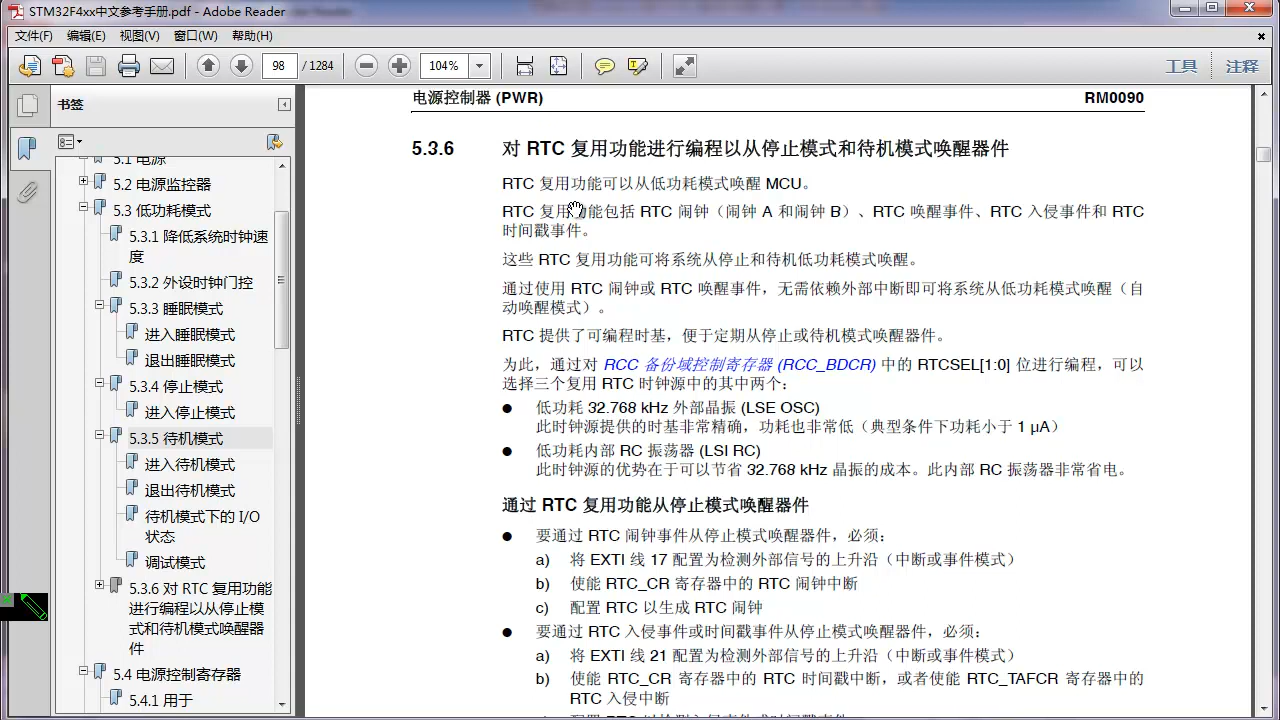 STM32F4xx中文参考手册.pdf - Adobe Reader
文件(F) 编辑(E) 视图(V) 窗口(W) 帮助(H)
98 / 1284 104% 工具 注释
书签
5.1 电源
5.2 电源监控器
5.3 低功耗模式
5.3.1 降低系统时钟速
度
5.3.2 外设时钟门控
5.3.3 睡眠模式
进入睡眠模式
退出睡眠模式
5.3.4 停止模式
进入停止模式
5.3.5 待机模式
进入待机模式
退出待机模式
待机模式下的 I/O
状态
调试模式
5.3.6 对 RTC 复用功能
进行编程以从停止模
式和待机模式唤醒器
件
5.4 电源控制寄存器
5.4.1 用于
电源控制器 (PWR) RM0090
5.3.6 对 RTC 复用功能进行编程以从停止模式和待机模式唤醒器件
RTC 复用功能可以从低功耗模式唤醒 MCU。
RTC 复用功能包括 RTC 闹钟（闹钟 A 和闹钟 B）、RTC 唤醒事件、RTC 入侵事件和 RTC
时间戳事件。
这些 RTC 复用功能可将系统从停止和待机低功耗模式唤醒。
通过使用 RTC 闹钟或 RTC 唤醒事件，无需依赖外部中断即可将系统从低功耗模式唤醒（自
动唤醒模式）。
RTC 提供了可编程时基，便于定期从停止或待机模式唤醒器件。
为此，通过对 RCC 备份域控制寄存器 (RCC_BDCR) 中的 RTCSEL[1:0] 位进行编程，可以
选择三个复用 RTC 时钟源中的其中两个：
● 低功耗 32.768 kHz 外部晶振 (LSE OSC)
此时钟源提供的时基非常精确，功耗也非常低（典型条件下功耗小于 1 µA）
● 低功耗内部 RC 振荡器 (LSI RC)
此时钟源的优势在于可以节省 32.768 kHz 晶振的成本。此内部 RC 振荡器非常省电。
通过 RTC 复用功能从停止模式唤醒器件
● 要通过 RTC 闹钟事件从停止模式唤醒器件，必须：
a) 将 EXTI 线 17 配置为检测外部信号的上升沿（中断或事件模式）
b) 使能 RTC_CR 寄存器中的 RTC 闹钟中断
c) 配置 RTC 以生成 RTC 闹钟
● 要通过 RTC 入侵事件或时间戳事件从停止模式唤醒器件，必须：
a) 将 EXTI 线 21 配置为检测外部信号的上升沿（中断或事件模式）
b) 使能 RTC_CR 寄存器中的 RTC 时间戳中断，或者使能 RTC_TAFCR 寄存器中的
RTC 入侵中断